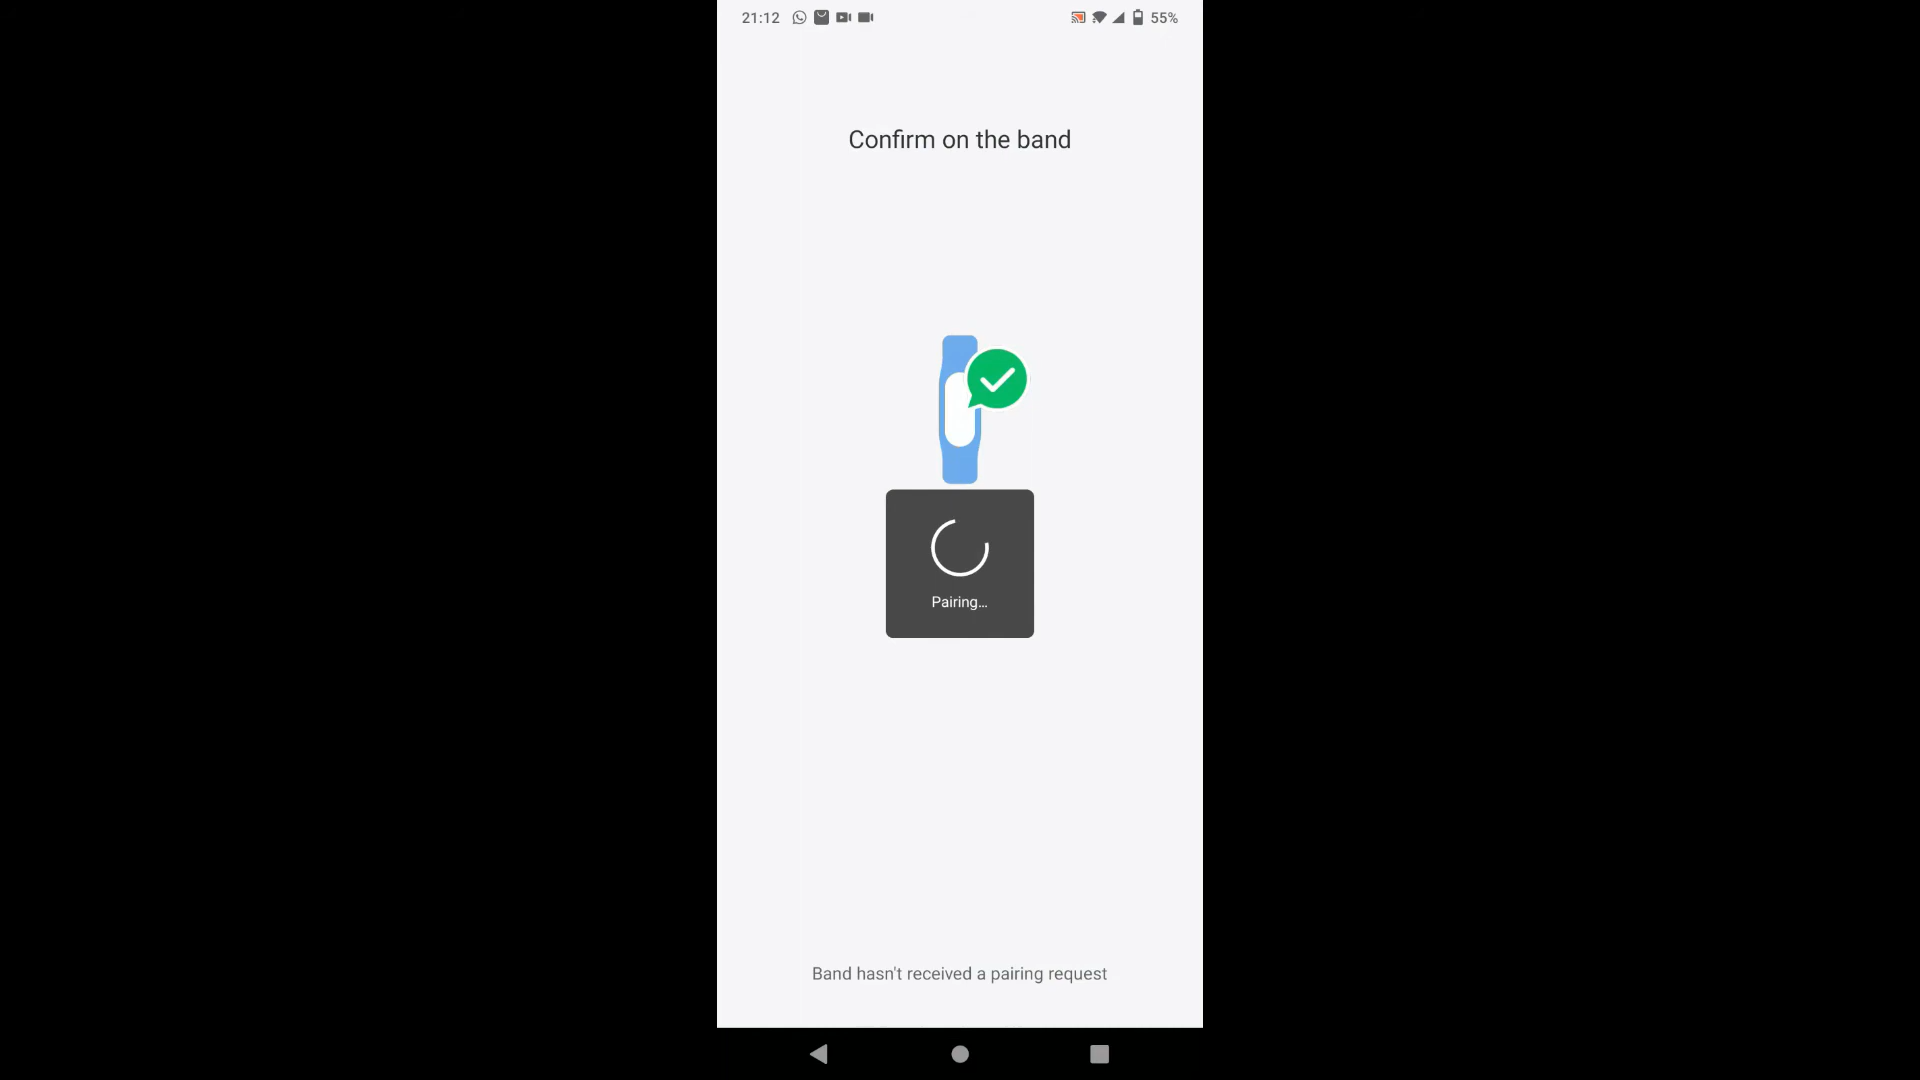 21:12
55%
Confirm on the band
Pairing...
Band hasn't received a pairing request